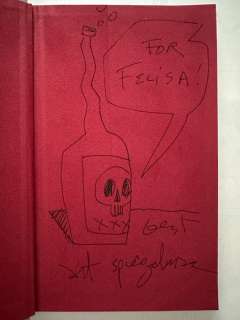 FOR
FELISA!
XXX
Best
art spiegelman